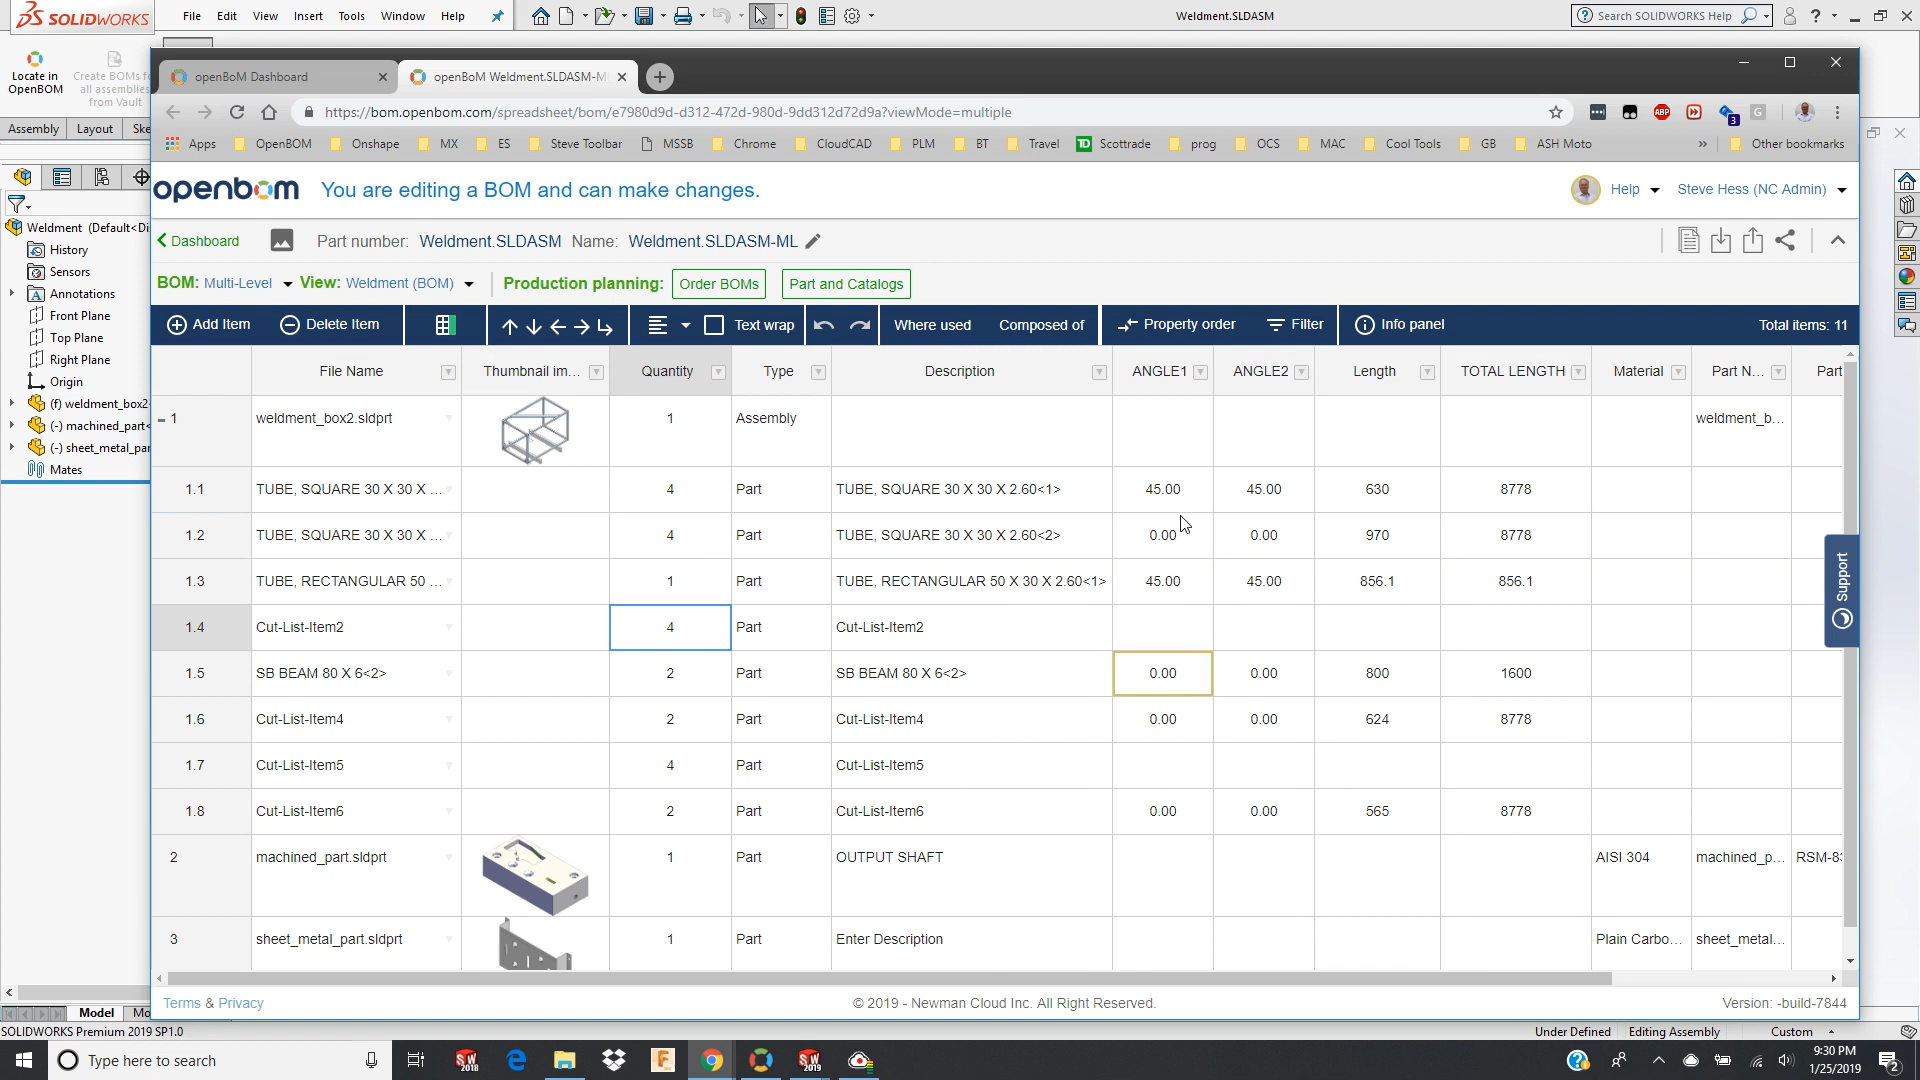 SOLIDWORKS File Edit View Insert Tools Window Help Weldment.SLDASM Search SOLIDWORKS Help ?
Locate in OpenBOM
Create BOMs f all assemblies from Vault
Assembly Layout Ske
openBoM Dashboard openBoM Weldment.SLDASM-M
https://bom.openbom.com/spreadsheet/bom/e7980d9d-d312-472d-980d-9dd312d72d9a?viewMode=multiple ABP 3 G
Apps OpenBOM Onshape MX ES Steve Toolbar MSSB Chrome CloudCAD PLM BT Travel TD Scottrade prog OCS MAC Cool Tools GB ASH Moto » Other bookmarks
openbom You are editing a BOM and can make changes. Help Steve Hess (NC Admin)
Dashboard Part number: Weldment.SLDASM Name: Weldment.SLDASM-ML
BOM: Multi-Level View: Weldment (BOM) Production planning: Order BOMs Part and Catalogs
Add Item Delete Item Text wrap Where used Composed of Property order Filter Info panel Total items: 11
File Name Thumbnail im... Quantity Type Description ANGLE1 ANGLE2 Length TOTAL LENGTH Material Part N... Part
1 weldment_box2.sldprt 1 Assembly weldment_b...
1.1 TUBE, SQUARE 30 X 30 X ... 4 Part TUBE, SQUARE 30 X 30 X 2.60<1> 45.00 45.00 630 8778
1.2 TUBE, SQUARE 30 X 30 X ... 4 Part TUBE, SQUARE 30 X 30 X 2.60<2> 0.00 0.00 970 8778
1.3 TUBE, RECTANGULAR 50 ... 1 Part TUBE, RECTANGULAR 50 X 30 X 2.60<1> 45.00 45.00 856.1 856.1
1.4 Cut-List-Item2 4 Part Cut-List-Item2
1.5 SB BEAM 80 X 6<2> 2 Part SB BEAM 80 X 6<2> 0.00 0.00 800 1600
1.6 Cut-List-Item4 2 Part Cut-List-Item4 0.00 0.00 624 8778
1.7 Cut-List-Item5 4 Part Cut-List-Item5
1.8 Cut-List-Item6 2 Part Cut-List-Item6 0.00 0.00 565 8778
2 machined_part.sldprt 1 Part OUTPUT SHAFT AISI 304 machined_p... RSM-8
3 sheet_metal_part.sldprt 1 Part Enter Description Plain Carbo... sheet_metal...
Support
Weldment (Default<Di
History
Sensors
Annotations
Front Plane
Top Plane
Right Plane
Origin
(f) weldment_box2
(-) machined_part<
(-) sheet_metal_par
Mates
Terms & Privacy © 2019 - Newman Cloud Inc. All Right Reserved. Version: -build-7844
Model Mo
SOLIDWORKS Premium 2019 SP1.0 Under Defined Editing Assembly Custom
Type here to search SW 2018 SW 2019 9:30 PM
1/25/2019 2